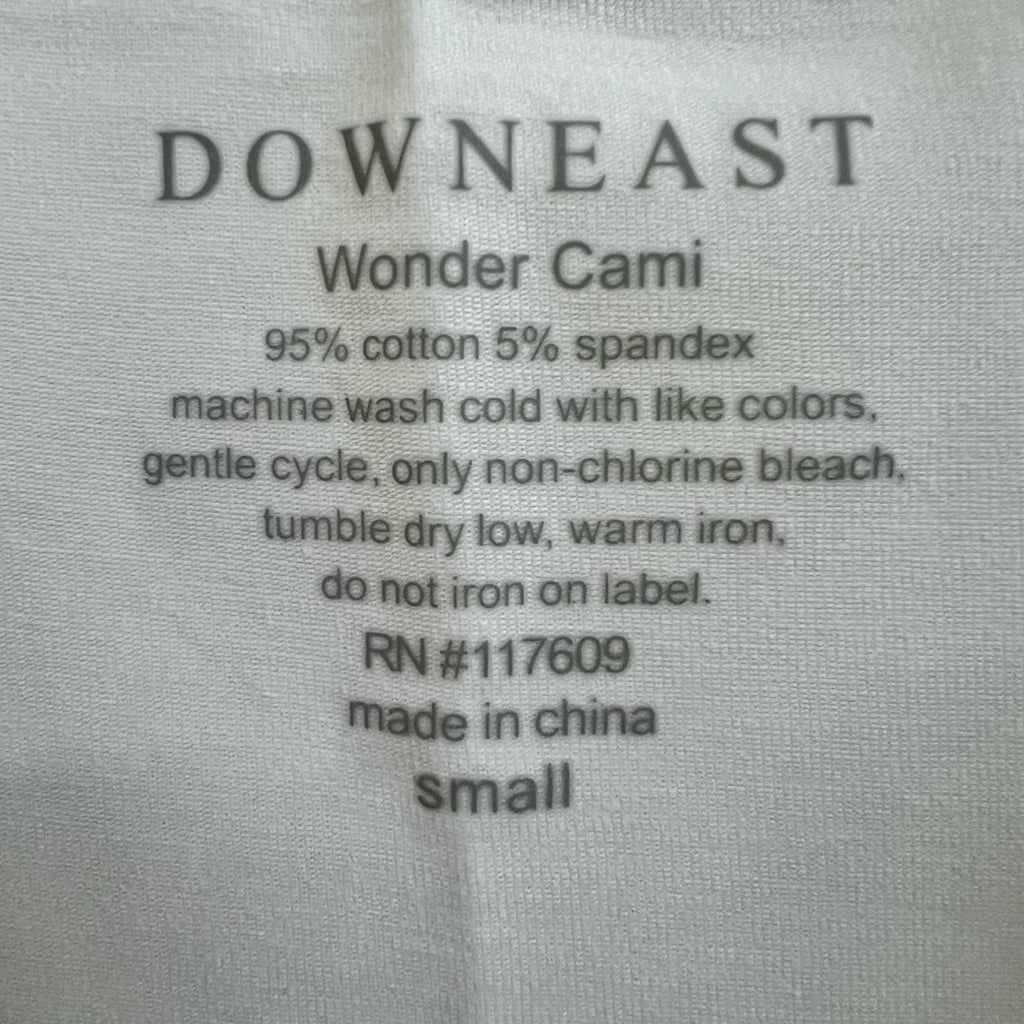 DOWNEAST
Wonder Cami
95% cotton 5% spandex
machine wash cold with like colors,
gentle cycle, only non-chlorine bleach.
tumble dry low, warm iron,
do not iron on label.
RN #117609
made in china
small